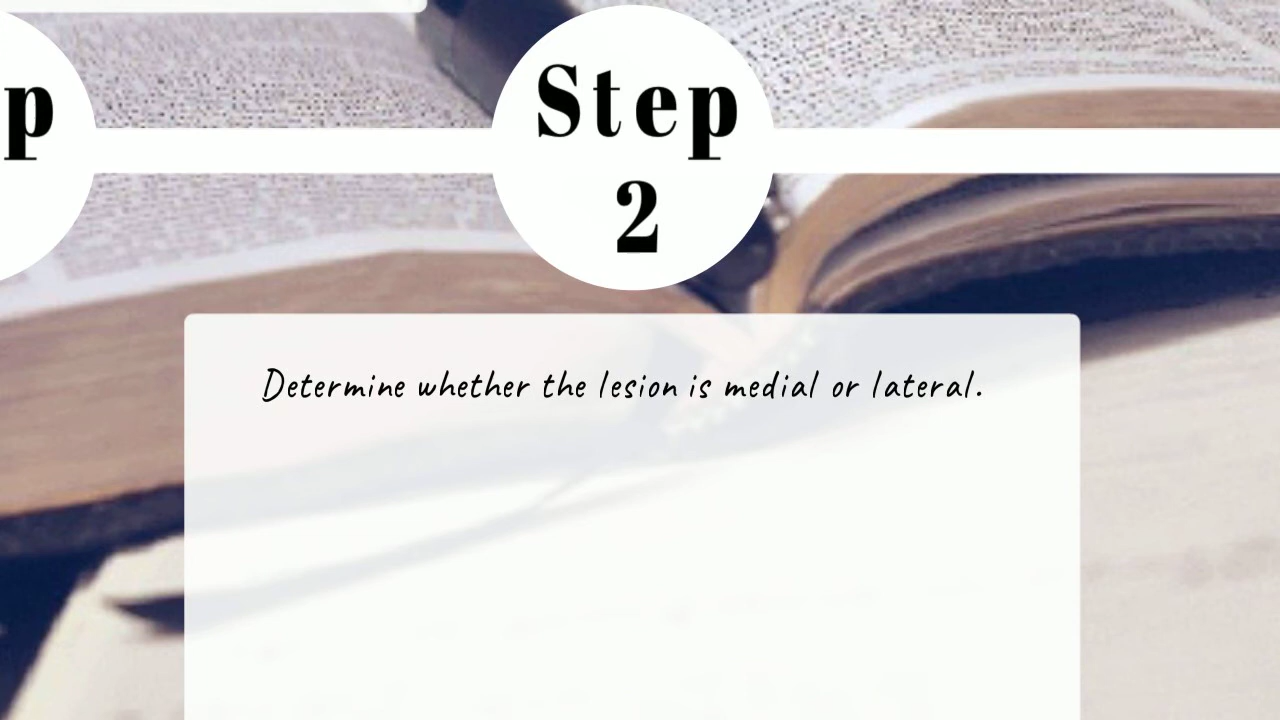 p
Step
2
Determine whether the lesion is medial or lateral.